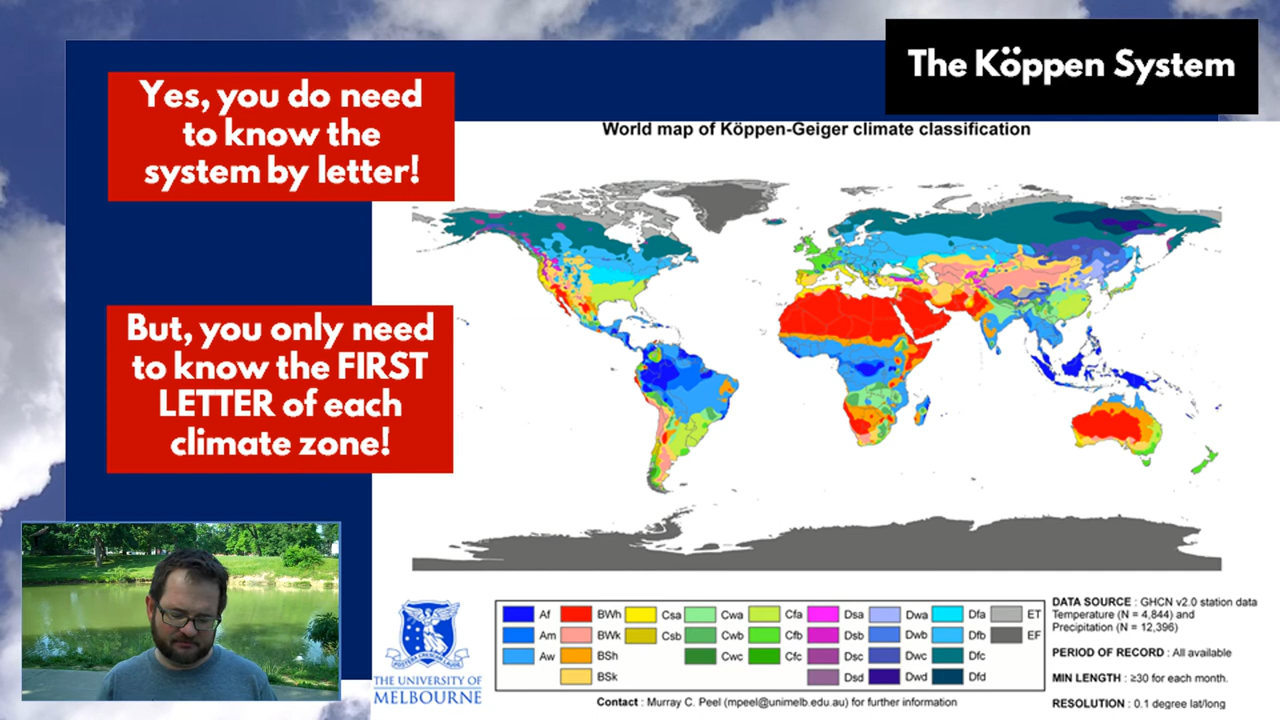 The Köppen System
Yes, you do need
to know the
system by letter!
But, you only need
to know the FIRST
LETTER of each
climate zone!
World map of Köppen-Geiger climate classification
THE UNIVERSITY OF
MELBOURNE
Af BWh Csa Cwa Cfa Dsa Dwa Dfa ET
Am BWk Csb Cwb Cfb Dsb Dwb Dfb EF
Aw BSh Cwc Cfc Dsc Dwc Dfc
BSk Dsd Dwd Dfd
Contact : Murray C. Peel (mpeel@unimelb.edu.au) for further information
DATA SOURCE : GHCN v2.0 station data
Temperature (N = 4,844) and
Precipitation (N = 12,396)
PERIOD OF RECORD : All available
MIN LENGTH : ≥30 for each month.
RESOLUTION : 0.1 degree lat/long